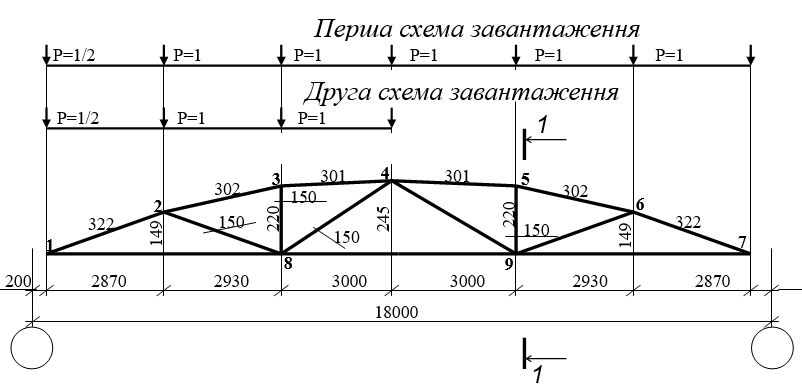 Перша схема завантаження
P=1/2 P=1 P=1 P=1 P=1 P=1
Друга схема завантаження
P=1/2 P=1 P=1
1
3 301 4 301 5
302 150 302
2 6
322 150 149 220 150 245 220 150 149 322
1 8 9 7
200 2870 2930 3000 3000 2930 2870
18000
1